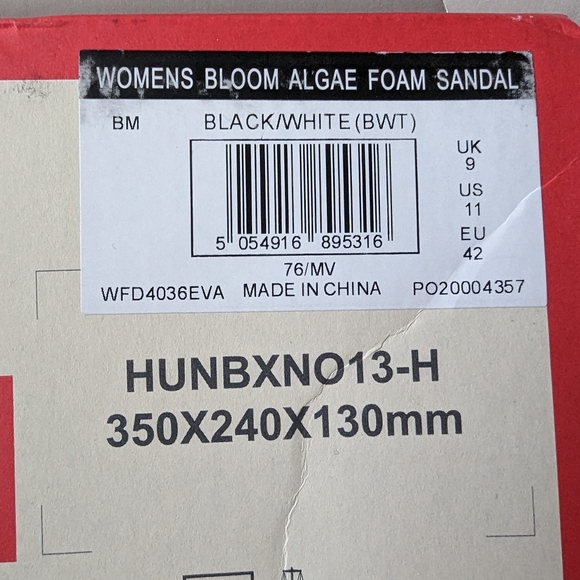 WOMENS BLOOM ALGAE FOAM SANDAL
BM BLACK/WHITE(BWT)
UK
9
US
11
EU
42
5 054916 895316
76/MV
WFD4036EVA MADE IN CHINA PO20004357
HUNBXNO13-H
350X240X130mm